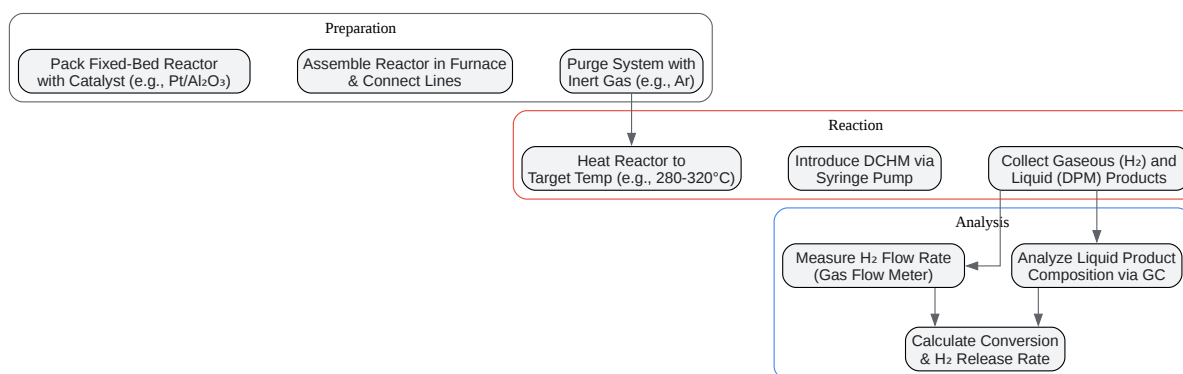 Preparation
Pack Fixed-Bed Reactor
with Catalyst (e.g., Pt/Al₂O₃)
Assemble Reactor in Furnace
& Connect Lines
Purge System with
Inert Gas (e.g., Ar)
Reaction
Heat Reactor to
Target Temp (e.g., 280-320°C)
Introduce DCHM via
Syringe Pump
Collect Gaseous (H₂) and
Liquid (DPM) Products
Analysis
Measure H₂ Flow Rate
(Gas Flow Meter)
Analyze Liquid Product
Composition via GC
Calculate Conversion
& H₂ Release Rate